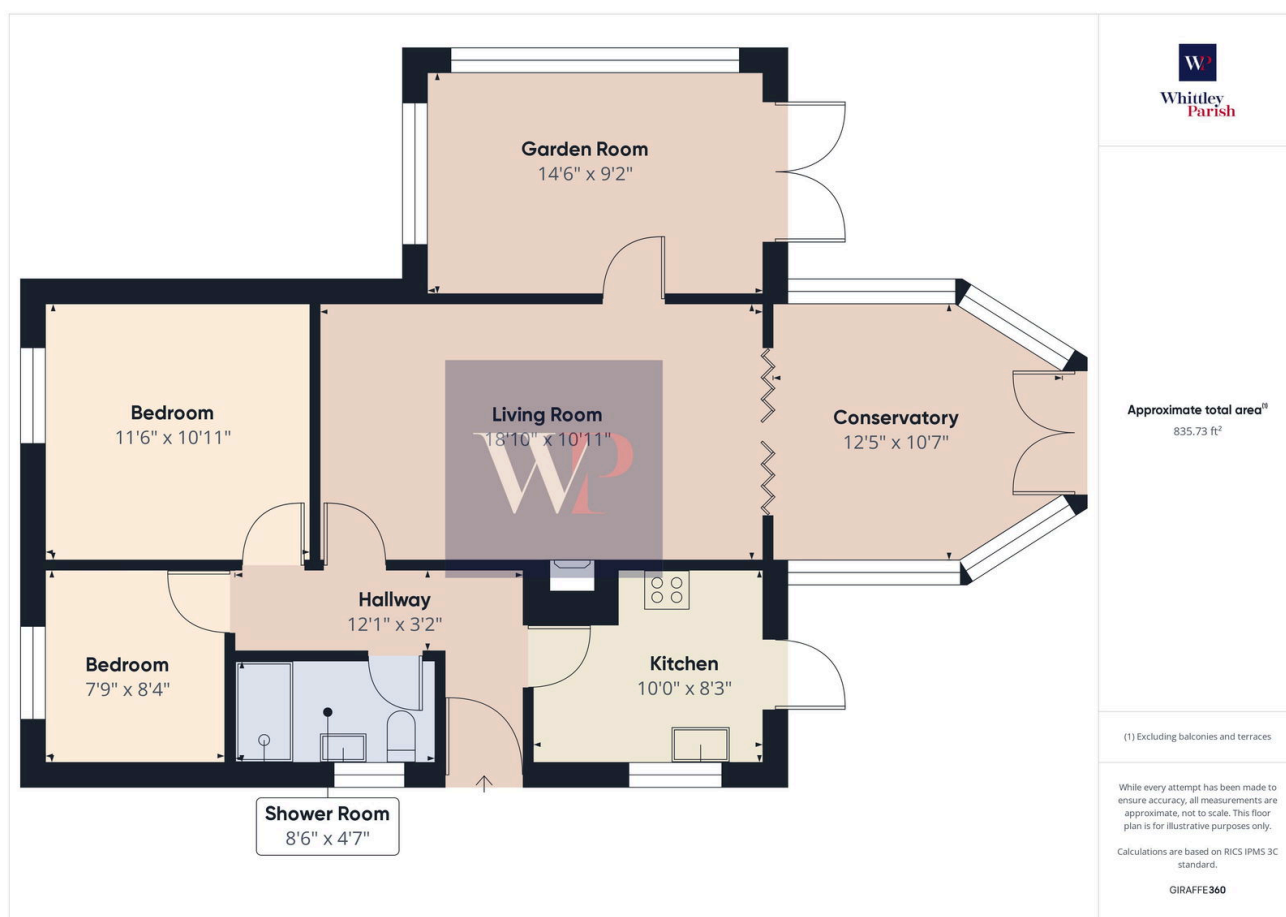 Garden Room
14'6" x 9'2"
Bedroom
11'6" x 10'11"
Living Room
18'10" x 10'11"
WP
Conservatory
12'5" x 10'7"
Hallway
12'1" x 3'2"
Bedroom
7'9" x 8'4"
Kitchen
10'0" x 8'3"
Shower Room
8'6" x 4'7"
WP
Whittley
Parish
Approximate total area(1)
835.73 ft²
(1) Excluding balconies and terraces
While every attempt has been made to
ensure accuracy, all measurements are
approximate, not to scale. This floor
plan is for illustrative purposes only.
Calculations are based on RICS IPMS 3C
standard.
GIRAFFE360